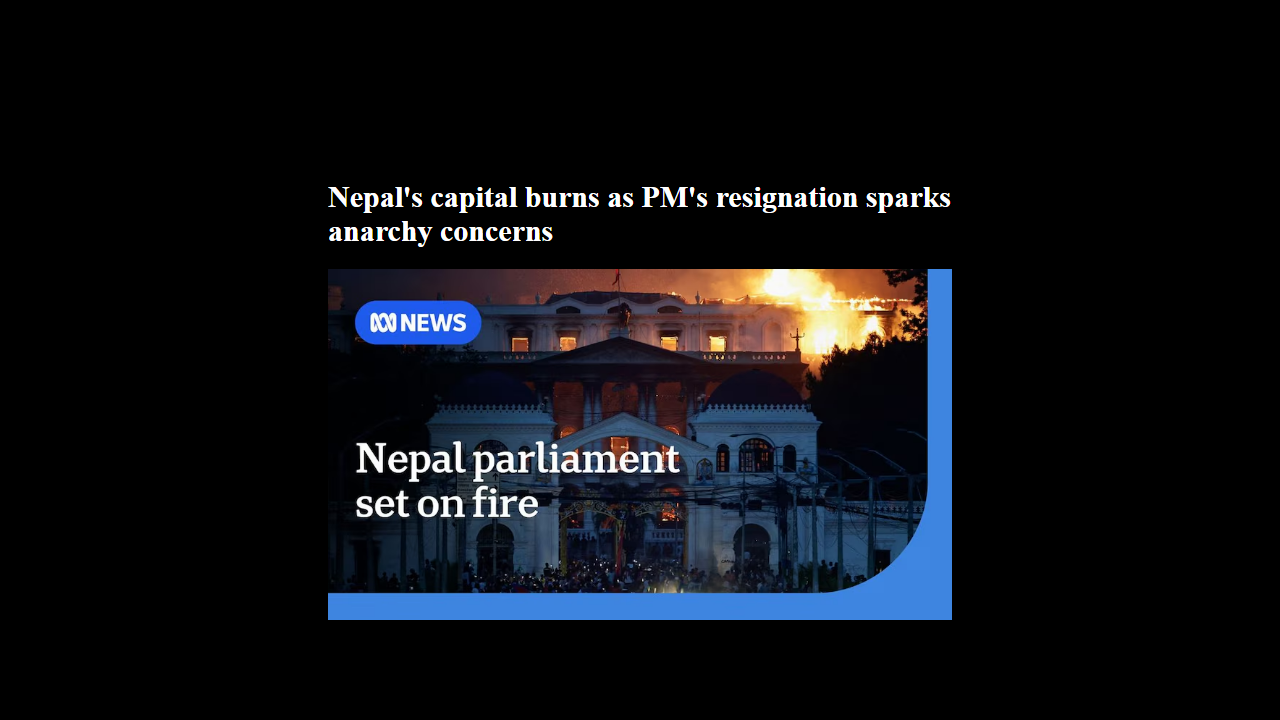 Nepal's capital burns as PM's resignation sparks
anarchy concerns
NEWS
Nepal parliament
set on fire